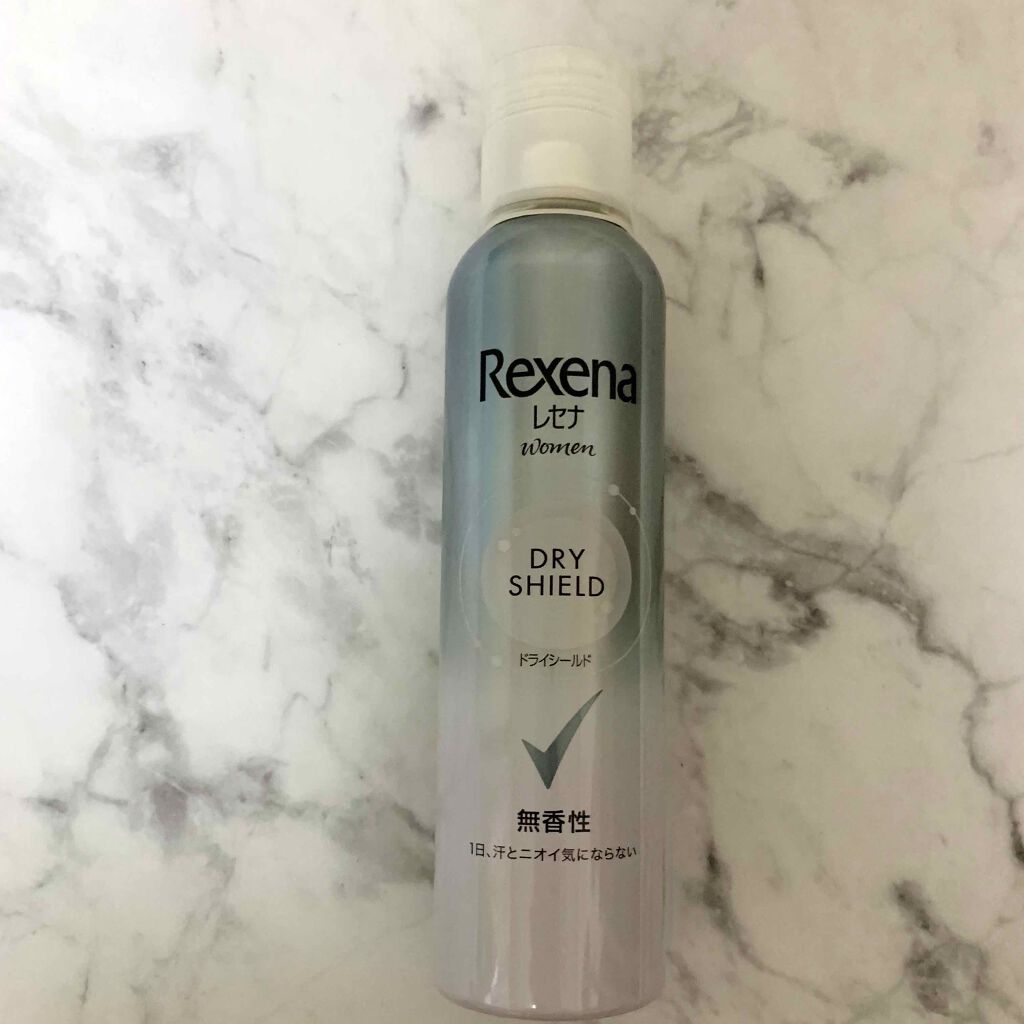 Rexena
レセナ
women
DRY
SHIELD
ドライシールド
無香性
1日、汗とニオイ気にならない